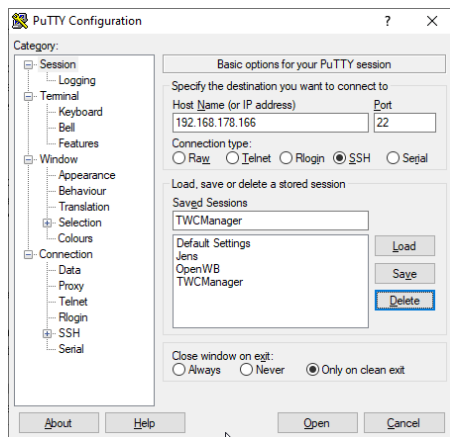 PuTTY Configuration
Category:
Session
Logging
Terminal
Keyboard
Bell
Features
Window
Appearance
Behaviour
Translation
Selection
Colours
Connection
Data
Proxy
Telnet
Rlogin
SSH
Serial
Basic options for your PuTTY session
Specify the destination you want to connect to
Host Name (or IP address) Port
192.168.178.166 22
Connection type:
Raw Telnet Rlogin SSH Serial
Load, save or delete a stored session
Saved Sessions
TWCManager
Default Settings
Jens
OpenWB
TWCManager
Load
Save
Delete
Close window on exit:
Always Never Only on clean exit
About Help Open Cancel